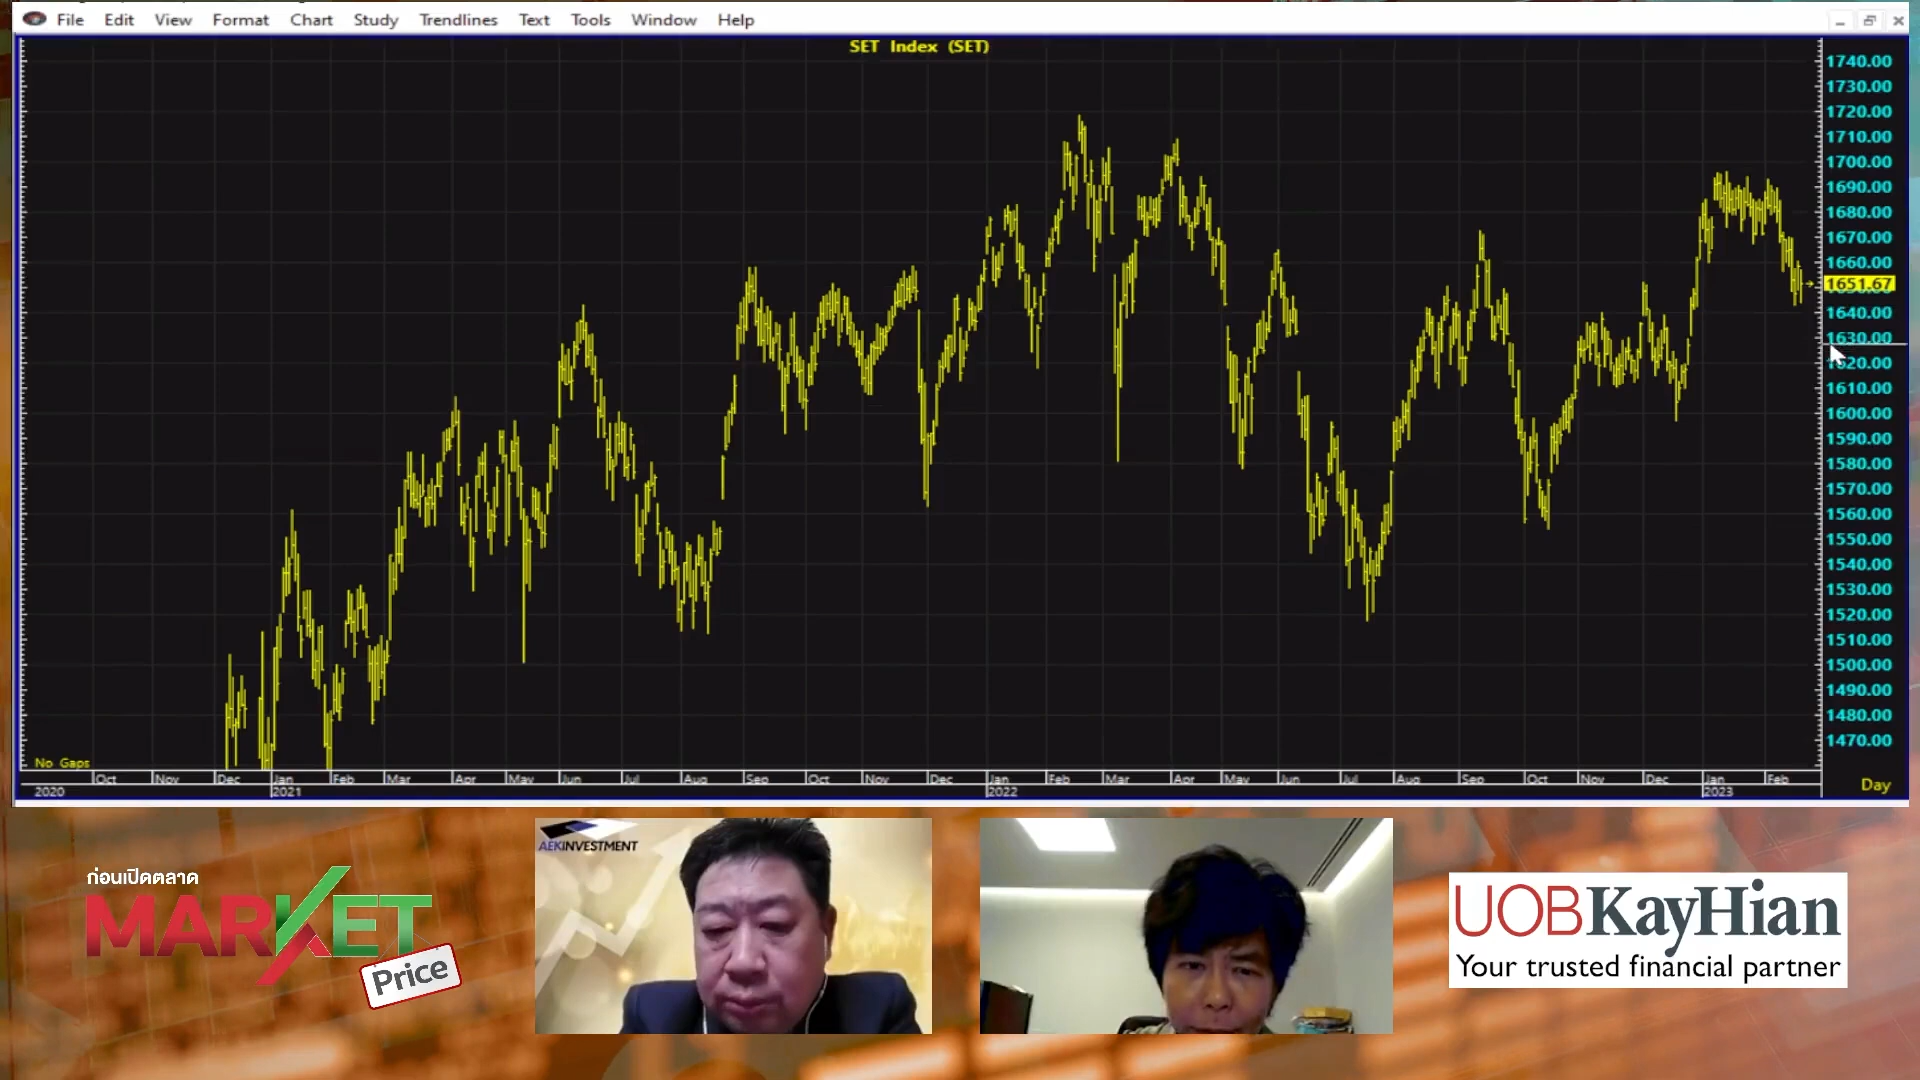 File Edit View Format Chart Study Trendlines Text Tools Window Help
SET Index (SET)
1740.00
1730.00
1720.00
1710.00
1700.00
1690.00
1680.00
1670.00
1660.00
1651.67
1640.00
1630.00
1620.00
1610.00
1600.00
1590.00
1580.00
1570.00
1560.00
1550.00
1540.00
1530.00
1520.00
1510.00
1500.00
1490.00
1480.00
1470.00
No Gaps
Oct Nov Dec Jan Feb Mar Apr May Jun Jul Aug Sep Oct Nov Dec Jan Feb Mar Apr May Jun Jul Aug Sep Oct Nov Dec Jan Feb
2020 2021 2022 2023
Day
ก่อนเปิดตลาด
MARKET
Price
AEKINVESTMENT
UOBKayHian
Your trusted financial partner